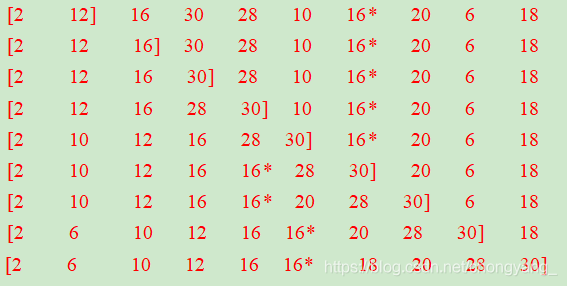 [2 12] 16 30 28 10 16* 20 6 18
[2 12 16] 30 28 10 16* 20 6 18
[2 12 16 30] 28 10 16* 20 6 18
[2 12 16 28 30] 10 16* 20 6 18
[2 10 12 16 28 30] 16* 20 6 18
[2 10 12 16 16* 28 30] 20 6 18
[2 10 12 16 16* 20 28 30] 6 18
[2 6 10 12 16 16* 20 28 30] 18
[2 6 10 12 16 16* 18 20 28 30]